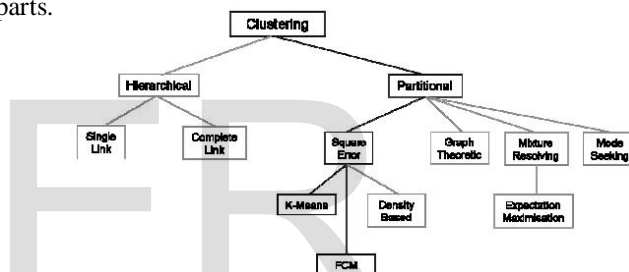 parts.
Clustering
Hierarchical
Partitional
Single
Link
Complete
Link
Square
Error
Graph
Theoretic
Mixture
Resolving
Mode
Seeking
K-Means
Density
Based
Expectation
Maximisation
FCM